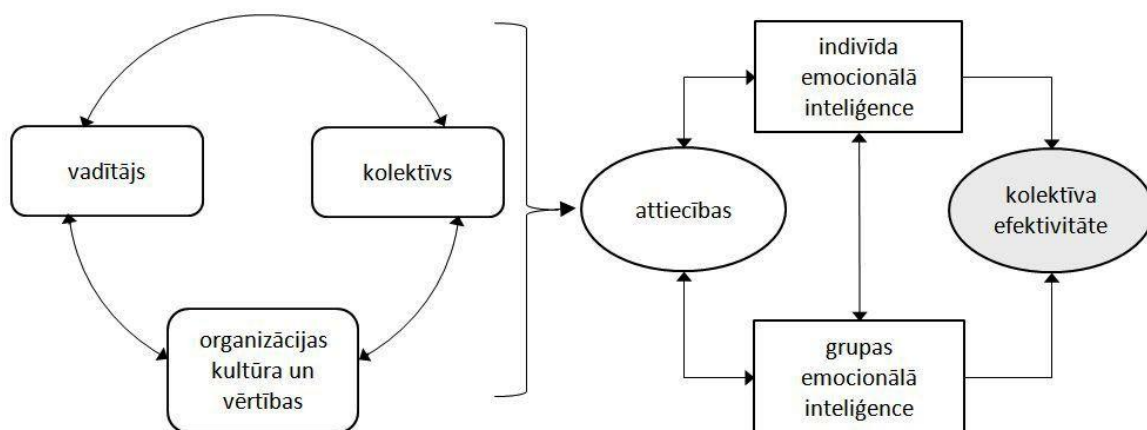 vadītājs
kolektīvs
organizācijas
kultūra un
vērtības
attiecības
indivīda
emocionālā
inteliģence
grupas
emocionālā
inteliģence
kolektīva
efektivitāte